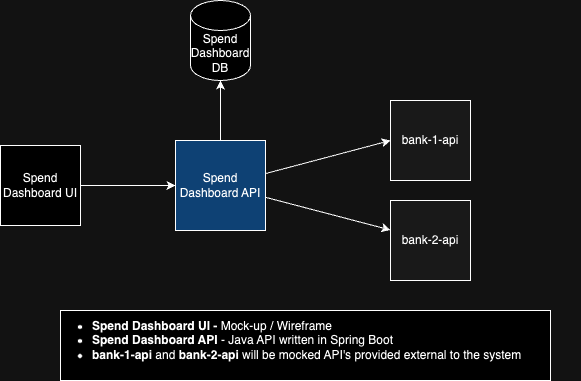 Spend
Dashboard
DB
bank-1-api
Spend
Dashboard UI
Spend
Dashboard API
bank-2-api
Spend Dashboard UI - Mock-up / Wireframe
Spend Dashboard API - Java API written in Spring Boot
bank-1-api and bank-2-api will be mocked API's provided external to the system